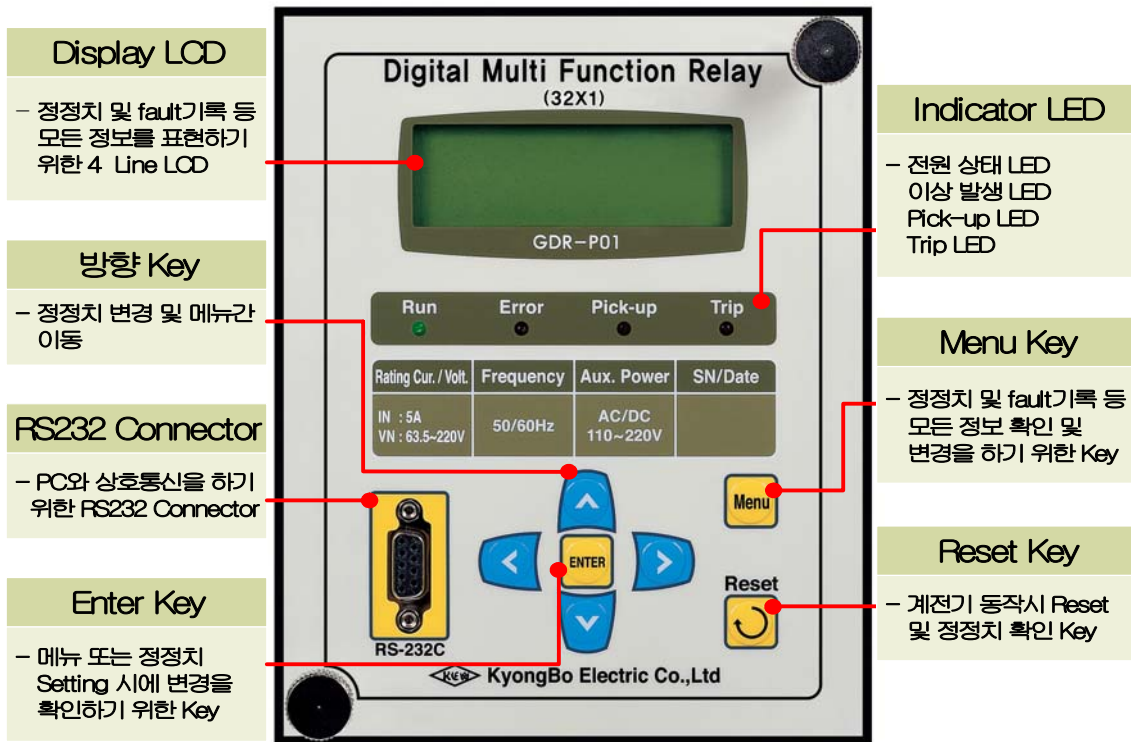 Display LCD
– 정정치 및 fault기록 등
모든 정보를 표현하기
위한 4 Line LCD
방향 Key
– 정정치 변경 및 메뉴간
이동
RS232 Connector
– PC와 상호통신을 하기
위한 RS232 Connector
Enter Key
– 메뉴 또는 정정치
Setting 시에 변경을
확인하기 위한 Key
Digital Multi Function Relay
(32X1)
GDR-P01
Run Error Pick-up Trip
Rating Cur. / Volt. Frequency Aux. Power SN/Date
IN : 5A
VN : 63.5~220V
50/60Hz
AC/DC
110~220V
Menu
ENTER
Reset
RS-232C
KEW KyongBo Electric Co.,Ltd
Indicator LED
– 전원 상태 LED
이상 발생 LED
Pick-up LED
Trip LED
Menu Key
– 정정치 및 fault기록 등
모든 정보 확인 및
변경을 하기 위한 Key
Reset Key
– 계전기 동작시 Reset
및 정정치 확인 Key